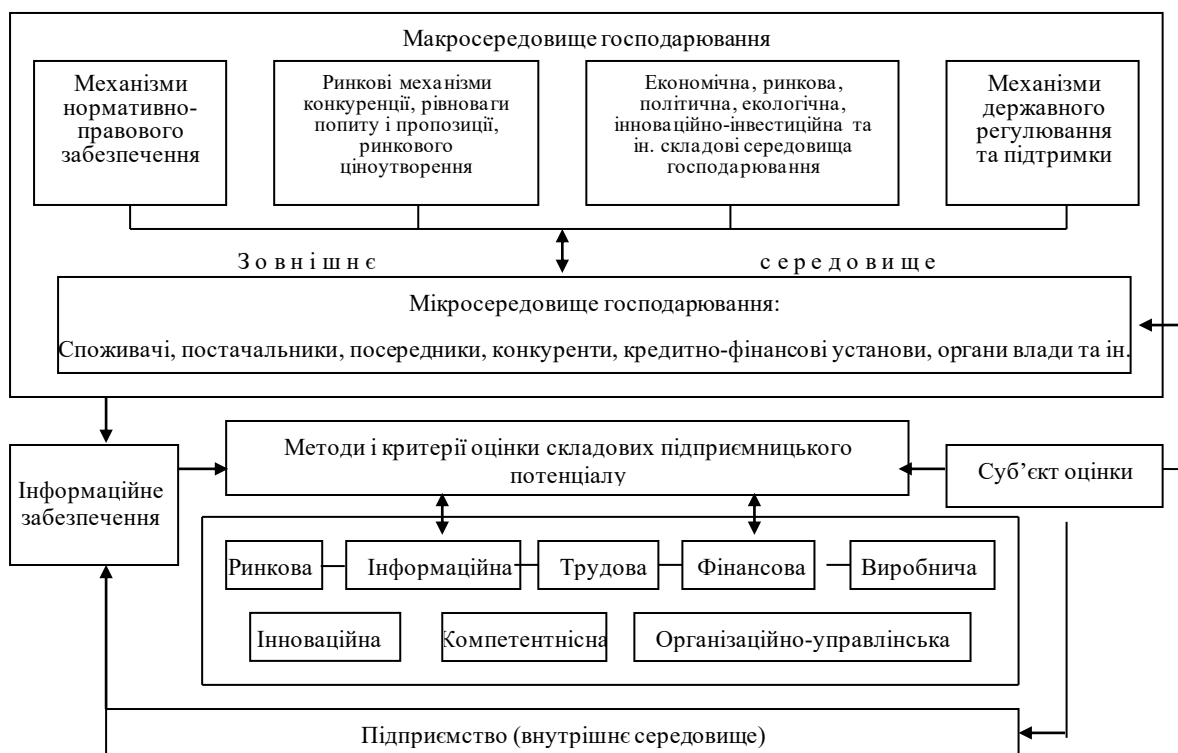 Макросередовище господарювання
Механізми
нормативно-
правового
забезпечення
Ринкові механізми
конкуренції, рівноваги
попиту і пропозиції,
ринкового
ціноутворення
Економічна, ринкова,
політична, екологічна,
інноваційно-інвестиційна та
ін. складові середовища
господарювання
Механізми
державного
регулювання
та підтримки
Зовнішнє середовище
Мікросередовище господарювання:
Споживачі, постачальники, посередники, конкуренти, кредитно-фінансові установи, органи влади та ін.
Методи і критерії оцінки складових підприємницького
потенціалу
Інформаційне
забезпечення
Суб’єкт оцінки
Ринкова Інформаційна Трудова Фінансова Виробнича
Інноваційна Компетентнісна Організаційно-управлінська
Підприємство (внутрішнє середовище)